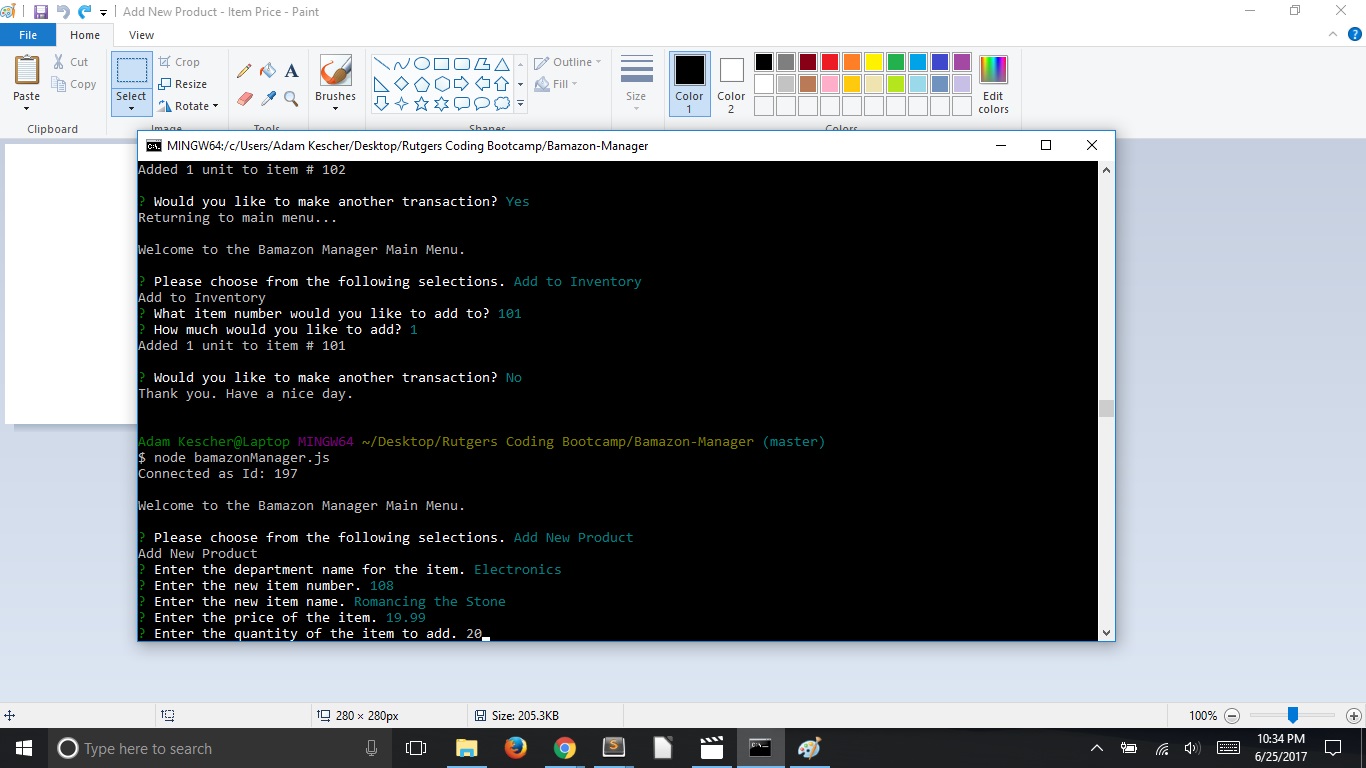 Add New Product - Item Price - Paint
File Home View
Paste
Cut
Copy
Clipboard
Select
Crop
Resize
Rotate
Image
A
Tools
Brushes
Outline
Fill
Shapes
Size
Color 1
Color 2
Edit colors
Colors
MINGW64:/c/Users/Adam Kescher/Desktop/Rutgers Coding Bootcamp/Bamazon-Manager
Added 1 unit to item # 102
? Would you like to make another transaction? Yes
Returning to main menu...
Welcome to the Bamazon Manager Main Menu.
? Please choose from the following selections. Add to Inventory
Add to Inventory
? What item number would you like to add to? 101
? How much would you like to add? 1
Added 1 unit to item # 101
? Would you like to make another transaction? No
Thank you. Have a nice day.
Adam Kescher@Laptop MINGW64 ~/Desktop/Rutgers Coding Bootcamp/Bamazon-Manager (master)
$ node bamazonManager.js
Connected as Id: 197
Welcome to the Bamazon Manager Main Menu.
? Please choose from the following selections. Add New Product
Add New Product
? Enter the department name for the item. Electronics
? Enter the new item number. 108
? Enter the new item name. Romancing the Stone
? Enter the price of the item. 19.99
? Enter the quantity of the item to add. 20
280 × 280px
Size: 205.3KB
100%
Type here to search
10:34 PM
6/25/2017